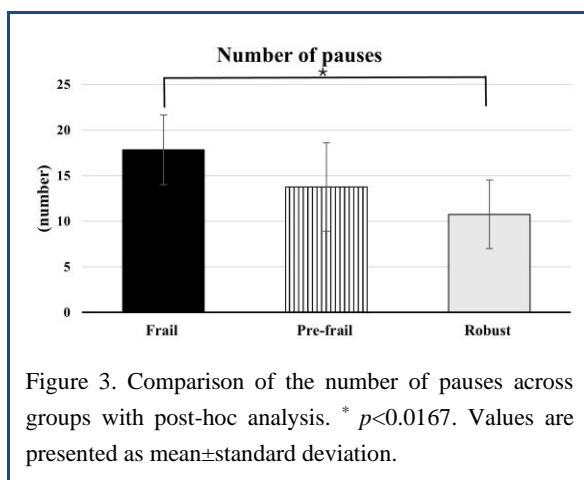 Number of pauses
*
25
20
15
10
5
0
(number)
Frail Pre-frail Robust
Figure 3. Comparison of the number of pauses across
groups with post-hoc analysis. * p<0.0167. Values are
presented as mean±standard deviation.